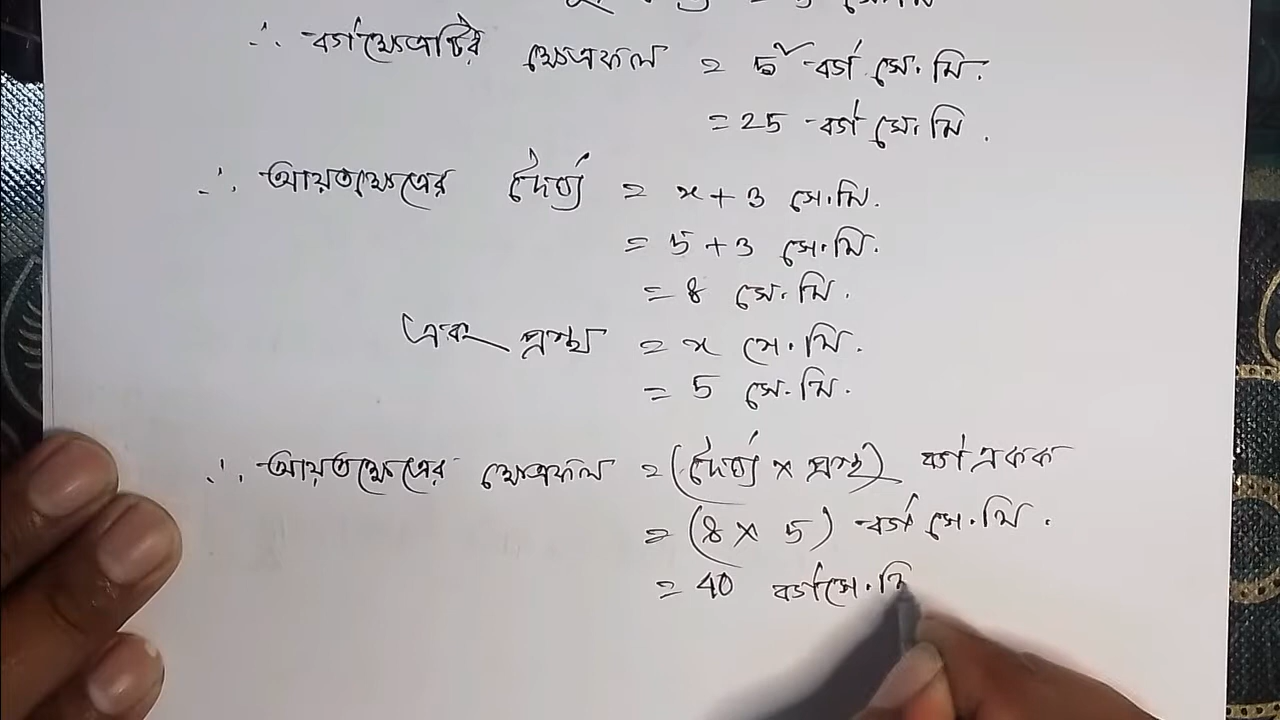 ∴ বর্গক্ষেত্রটির ক্ষেত্রফল = 5² বর্গ সে.মি.
= 25 বর্গ সে.মি.
∴ আয়তক্ষেত্রের দৈর্ঘ্য = x + 3 সে.মি.
= 5 + 3 সে.মি.
= 8 সে.মি.
এবং প্রস্থ = x সে.মি.
= 5 সে.মি.
∴ আয়তক্ষেত্রের ক্ষেত্রফল = (দৈর্ঘ্য × প্রস্থ) বর্গ একক
= (8 × 5) বর্গ সে.মি.
= 40 বর্গ সে.মি